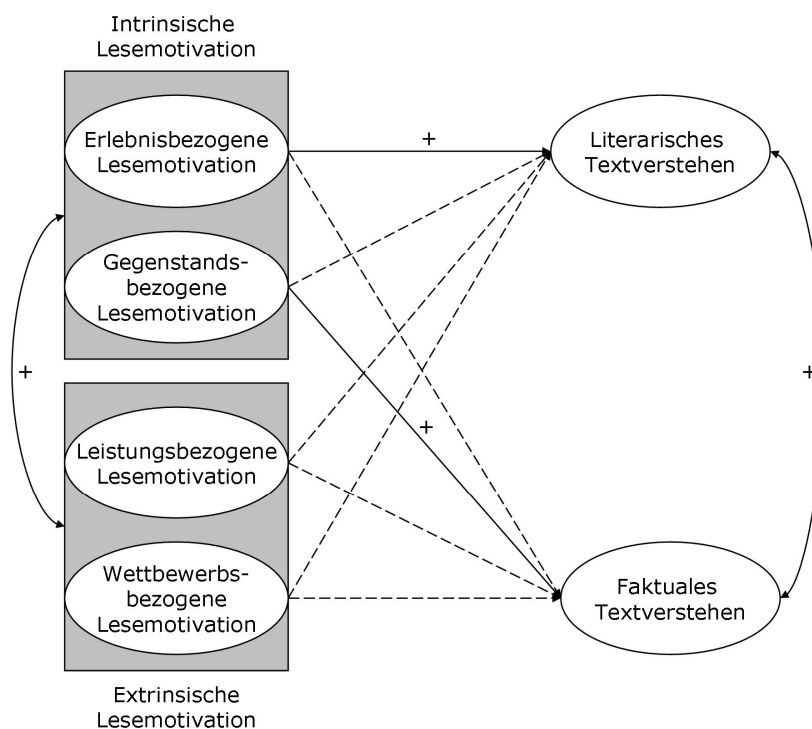 Intrinsische
Lesemotivation
Erlebnisbezogene
Lesemotivation
+
Literarisches
Textverstehen
Gegenstands-
bezogene
Lesemotivation
+
+
+
Leistungsbezogene
Lesemotivation
Wettbewerbs-
bezogene
Lesemotivation
Faktuales
Textverstehen
Extrinsische
Lesemotivation